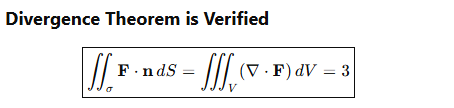 Divergence Theorem is Verified
∬_σ F · n dS = ∭_V (∇ · F) dV = 3